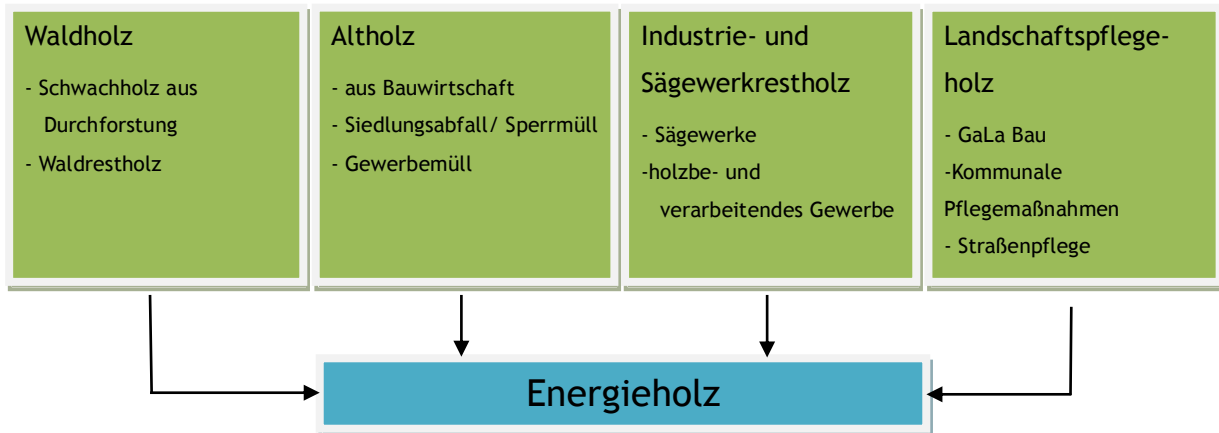 Waldholz
- Schwachholz aus
Durchforstung
- Waldrestholz
Altholz
- aus Bauwirtschaft
- Siedlungsabfall/ Sperrmüll
- Gewerbemüll
Industrie- und
Sägewerkrestholz
- Sägewerke
-holzbe- und
verarbeitendes Gewerbe
Landschaftspflege-
holz
- GaLa Bau
-Kommunale
Pflegemaßnahmen
- Straßenpflege
Energieholz